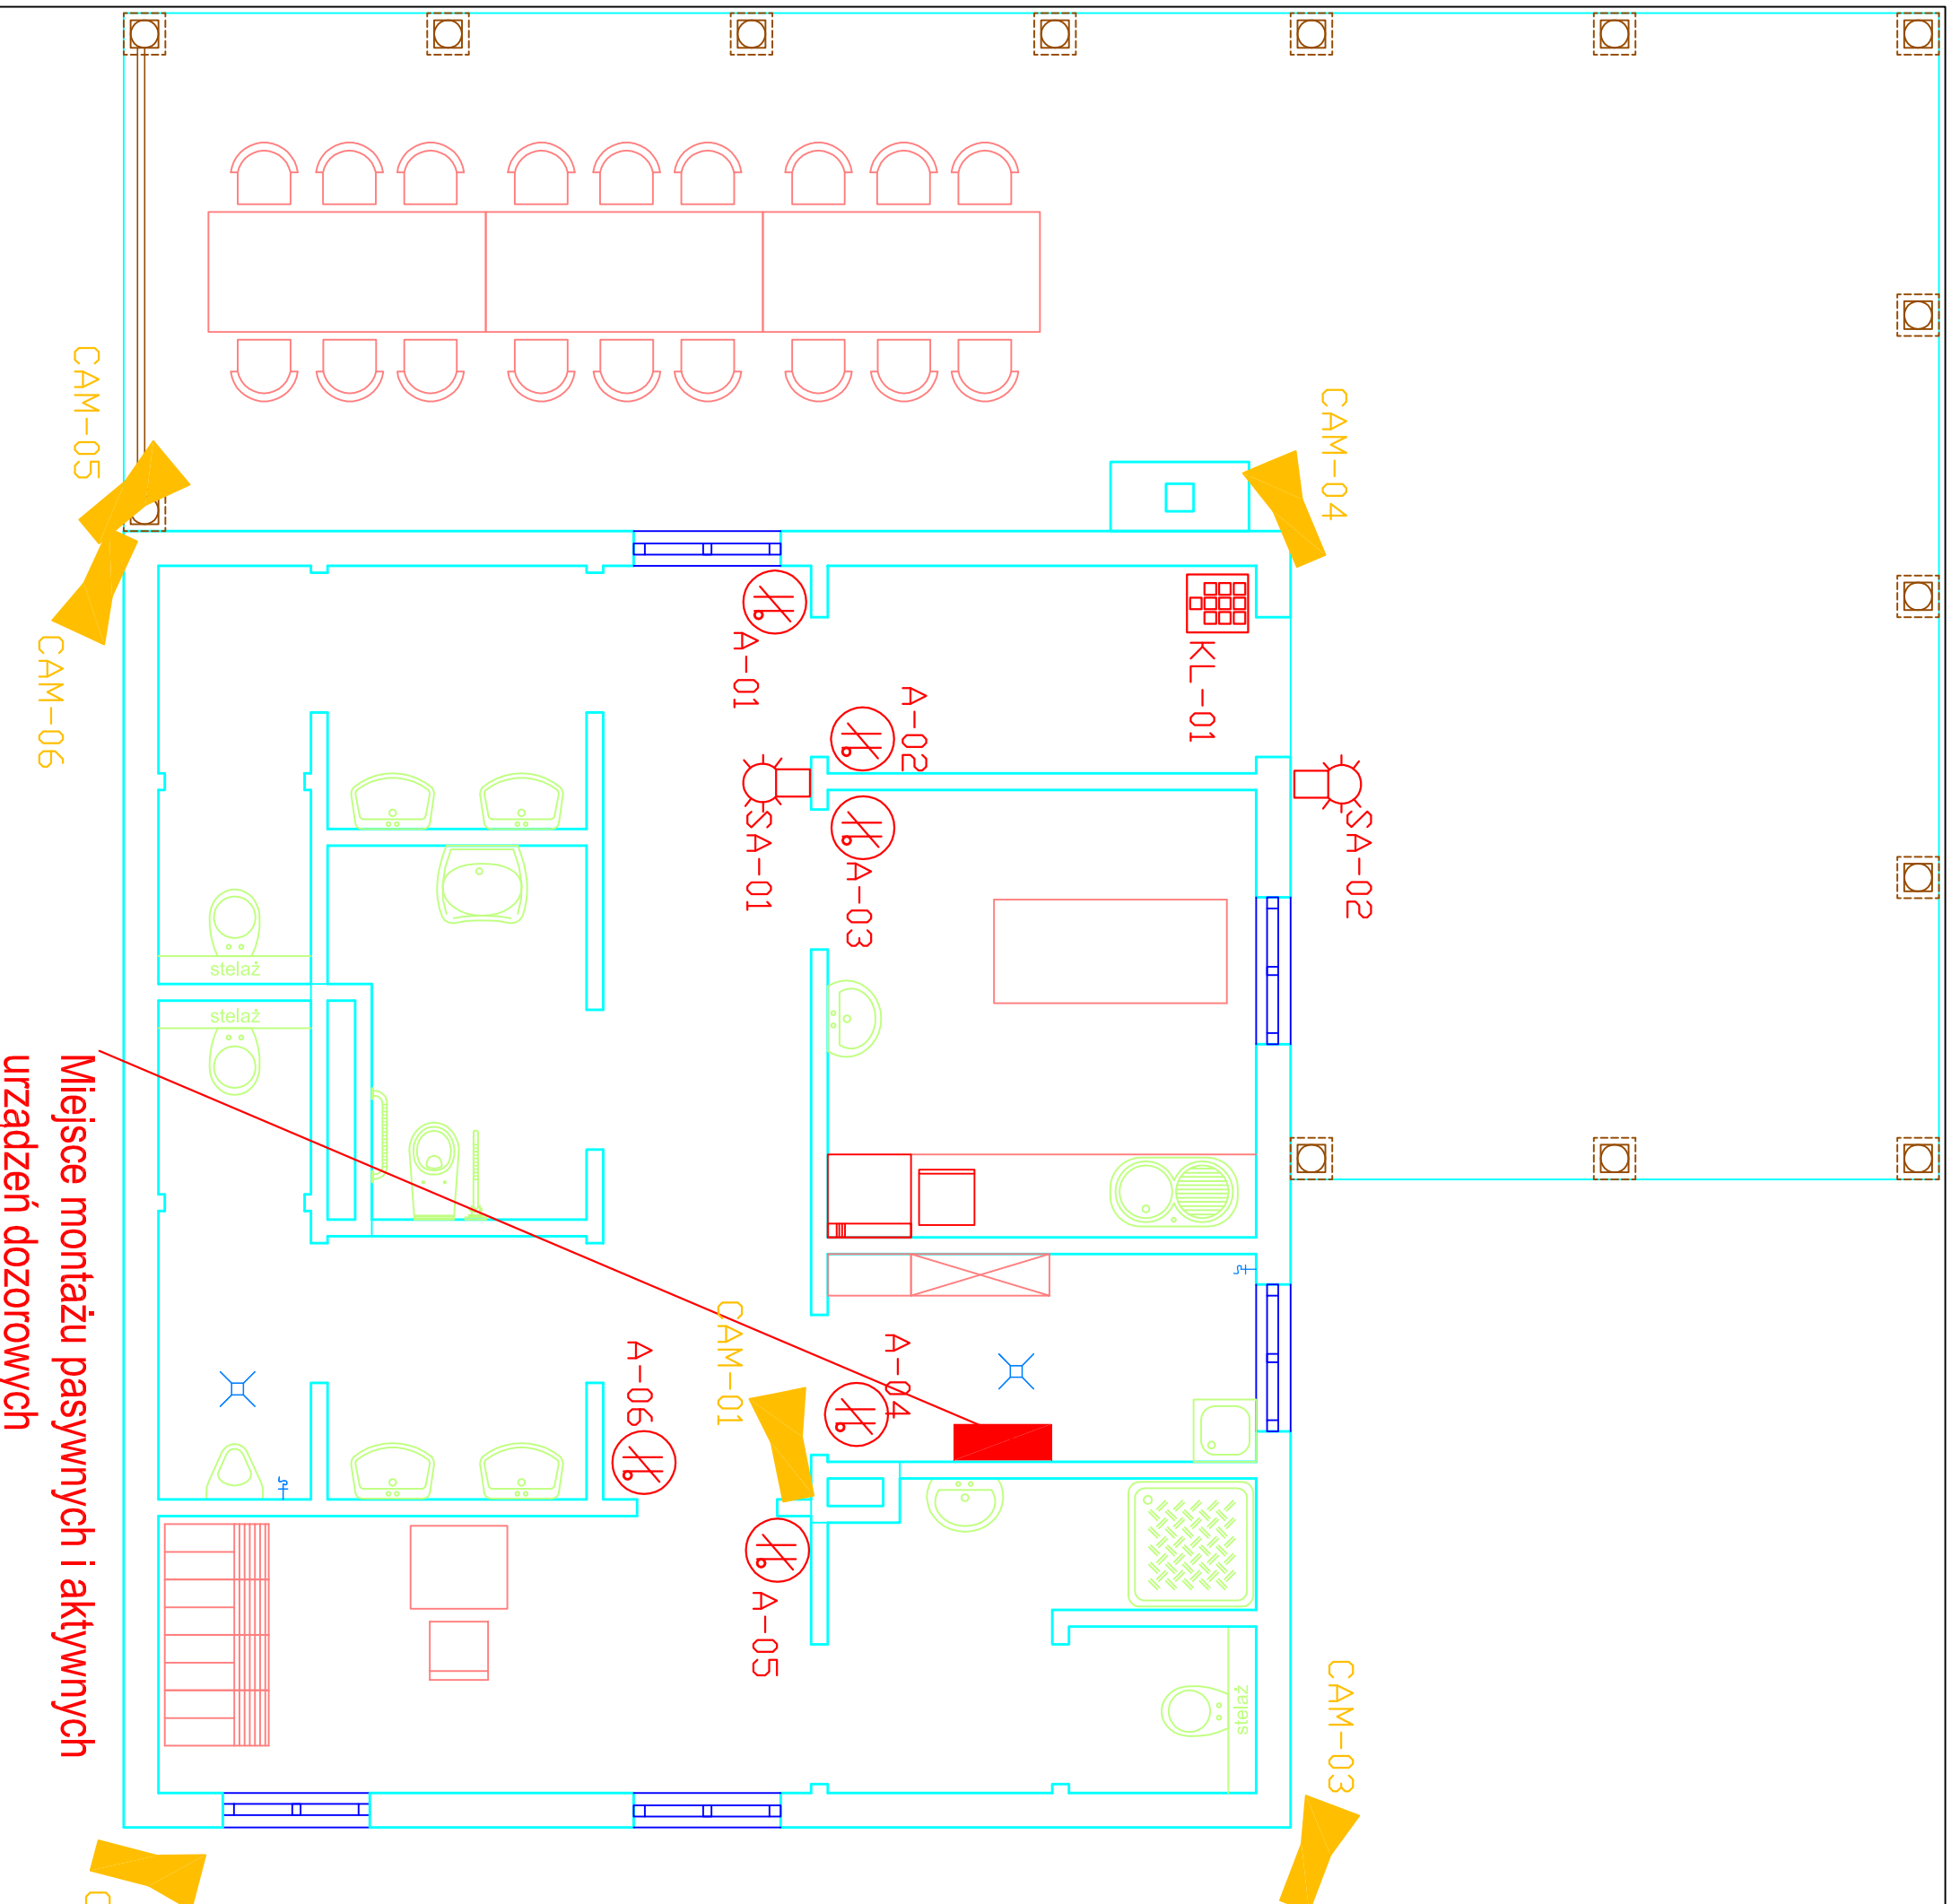 CAM-04
CAM-05
CAM-06
KL-01
A-01
A-02
SA-01
SA-02
A-03
stelaż
stelaż
CAM-01
A-04
A-06
A-05
CAM-03
stelaż
Miejsce montażu pasywnych i aktywnych
urządzeń dozorowych